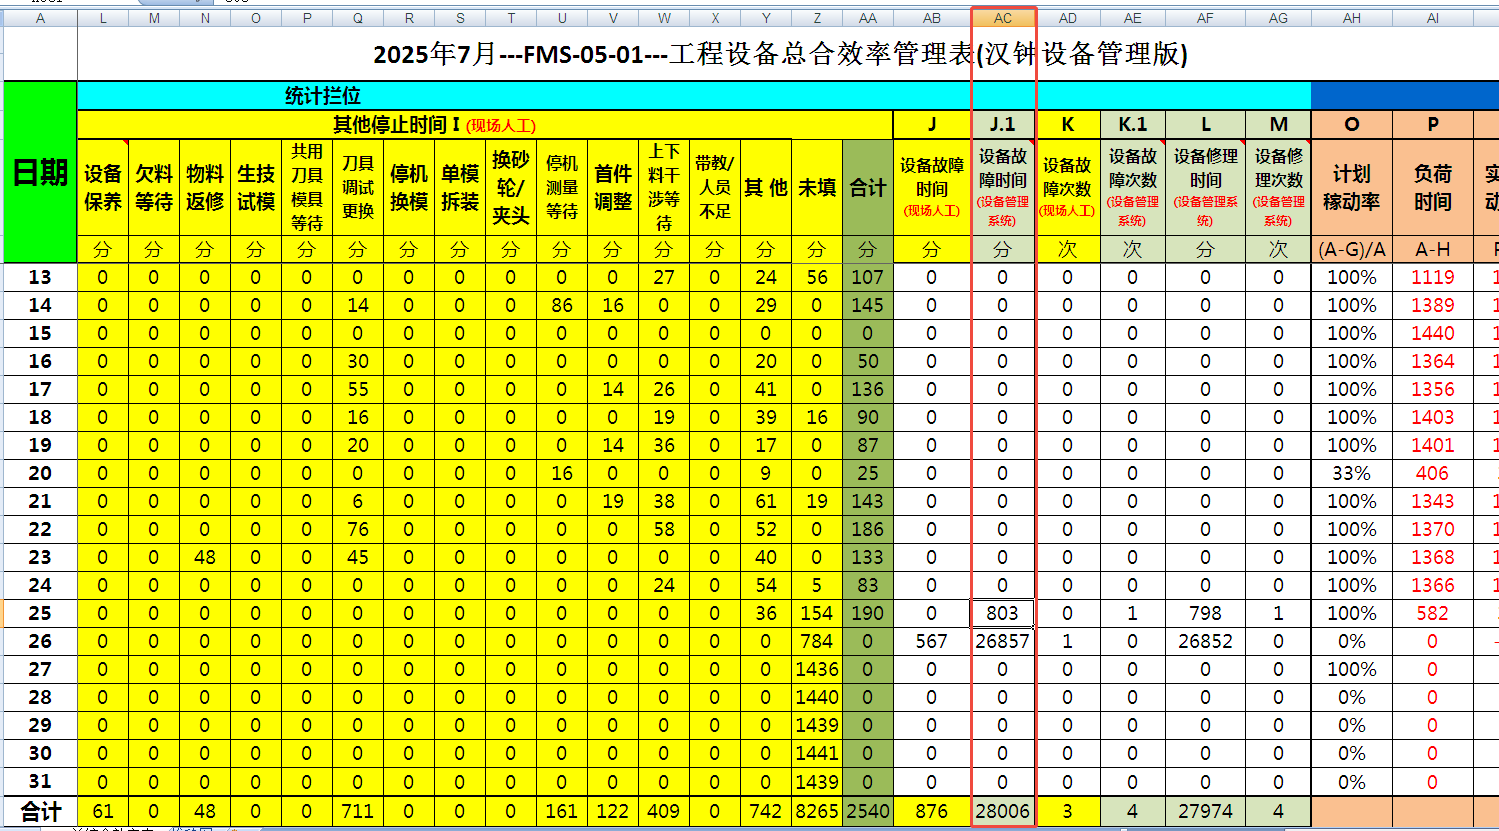 A L M N O P Q R S T U V W X Y Z AA AB AC AD AE AF AG AH AI
2025年7月---FMS-05-01---工程设备总合效率管理表(汉钟设备管理版)
统计拦位
其他停止时间 I (现场人工) J J.1 K K.1 L M O P
日期 设备保养 欠料等待 物料返修 生技试模 共用刀具模具等待 刀具调试更换 停机换模 单模拆装 换砂轮/夹头 停机测量等待 首件调整 上下料干涉等待 带教/人员不足 其 他 未填 合计 设备故障时间(现场人工) 设备故障时间(设备管理系统) 设备故障次数(现场人工) 设备故障次数(设备管理系统) 设备修理时间(设备管理系统) 设备修理次数(设备管理系统) 计划稼动率 负荷时间
分 分 分 分 分 分 分 分 分 分 分 分 分 分 分 分 分 分 次 次 分 次 (A-G)/A A-H
13 0 0 0 0 0 0 0 0 0 0 0 27 0 24 56 107 0 0 0 0 0 0 100% 1119
14 0 0 0 0 0 14 0 0 0 86 16 0 0 29 0 145 0 0 0 0 0 0 100% 1389
15 0 0 0 0 0 0 0 0 0 0 0 0 0 0 0 0 0 0 0 0 0 0 100% 1440
16 0 0 0 0 0 30 0 0 0 0 0 0 0 20 0 50 0 0 0 0 0 0 100% 1364
17 0 0 0 0 0 55 0 0 0 0 14 26 0 41 0 136 0 0 0 0 0 0 100% 1356
18 0 0 0 0 0 16 0 0 0 0 0 19 0 39 16 90 0 0 0 0 0 0 100% 1403
19 0 0 0 0 0 20 0 0 0 0 14 36 0 17 0 87 0 0 0 0 0 0 100% 1401
20 0 0 0 0 0 0 0 0 0 16 0 0 0 9 0 25 0 0 0 0 0 0 33% 406
21 0 0 0 0 0 6 0 0 0 0 19 38 0 61 19 143 0 0 0 0 0 0 100% 1343
22 0 0 0 0 0 76 0 0 0 0 0 58 0 52 0 186 0 0 0 0 0 0 100% 1370
23 0 0 48 0 0 45 0 0 0 0 0 0 0 40 0 133 0 0 0 0 0 0 100% 1368
24 0 0 0 0 0 0 0 0 0 0 0 24 0 54 5 83 0 0 0 0 0 0 100% 1366
25 0 0 0 0 0 0 0 0 0 0 0 0 0 36 154 190 0 803 0 1 798 1 100% 582
26 0 0 0 0 0 0 0 0 0 0 0 0 0 0 784 0 567 26857 1 0 26852 0 0% 0
27 0 0 0 0 0 0 0 0 0 0 0 0 0 0 1436 0 0 0 0 0 0 0 100% 0
28 0 0 0 0 0 0 0 0 0 0 0 0 0 0 1440 0 0 0 0 0 0 0 0% 0
29 0 0 0 0 0 0 0 0 0 0 0 0 0 0 1439 0 0 0 0 0 0 0 0% 0
30 0 0 0 0 0 0 0 0 0 0 0 0 0 0 1441 0 0 0 0 0 0 0 0% 0
31 0 0 0 0 0 0 0 0 0 0 0 0 0 0 1439 0 0 0 0 0 0 0 0% 0
合计 61 0 48 0 0 711 0 0 0 161 122 409 0 742 8265 2540 876 28006 3 4 27974 4